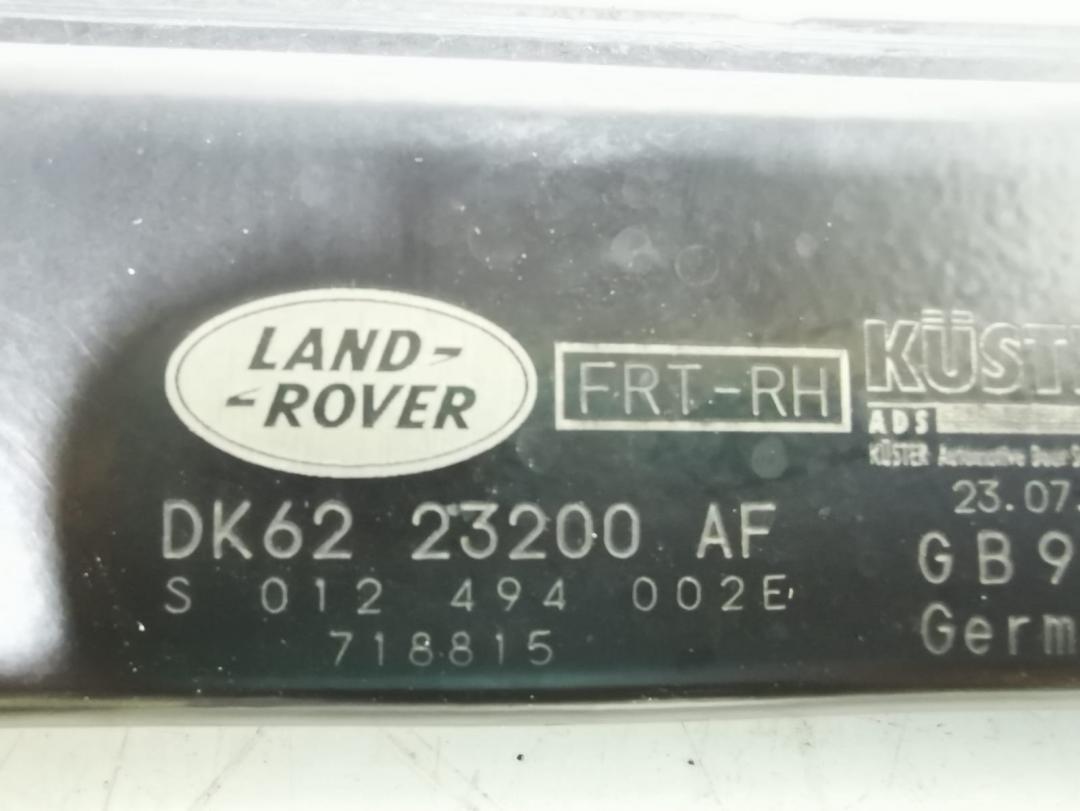 LAND-
-ROVER
FRT-RH
KÜST
ADS
KÜSTER Automotive Door S
DK62 23200 AF
S 012 494 002E
718815
23.07.
GB9
Germ